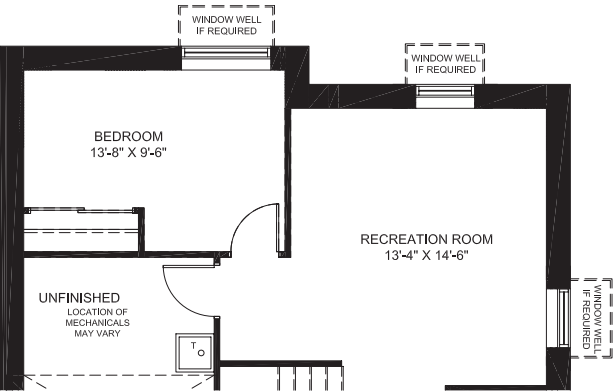 WINDOW WELL
IF REQUIRED
WINDOW WELL
IF REQUIRED
BEDROOM
13'-8" X 9'-6"
RECREATION ROOM
13'-4" X 14'-6"
UNFINISHED
LOCATION OF
MECHANICALS
MAY VARY
T
WINDOW WELL
IF REQUIRED